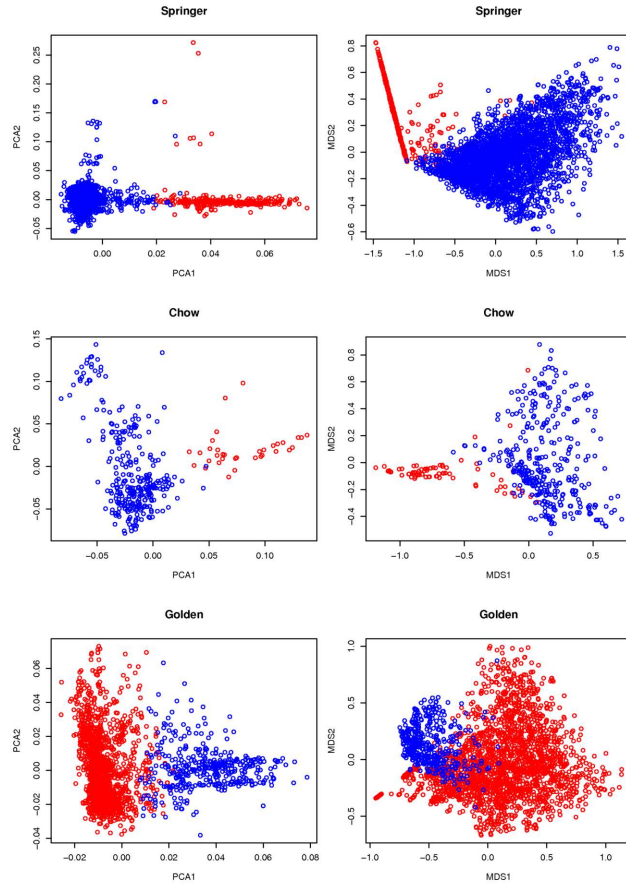 Springer
PCA2
−0.05 0.00 0.05 0.10 0.15 0.20 0.25
0.00 0.02 0.04 0.06
PCA1
Springer
MDS2
−0.6 −0.4 −0.2 0.0 0.2 0.4 0.6 0.8
−1.5 −1.0 −0.5 0.0 0.5 1.0 1.5
MDS1
Chow
PCA2
−0.05 0.00 0.05 0.10 0.15
−0.05 0.00 0.05 0.10
PCA1
Chow
MDS2
−0.4 −0.2 0.0 0.2 0.4 0.6 0.8
−1.0 −0.5 0.0 0.5
MDS1
Golden
PCA2
−0.04 −0.02 0.00 0.02 0.04 0.06
−0.02 0.00 0.02 0.04 0.06 0.08
PCA1
Golden
MDS2
−0.5 0.0 0.5 1.0
−1.0 −0.5 0.0 0.5 1.0
MDS1